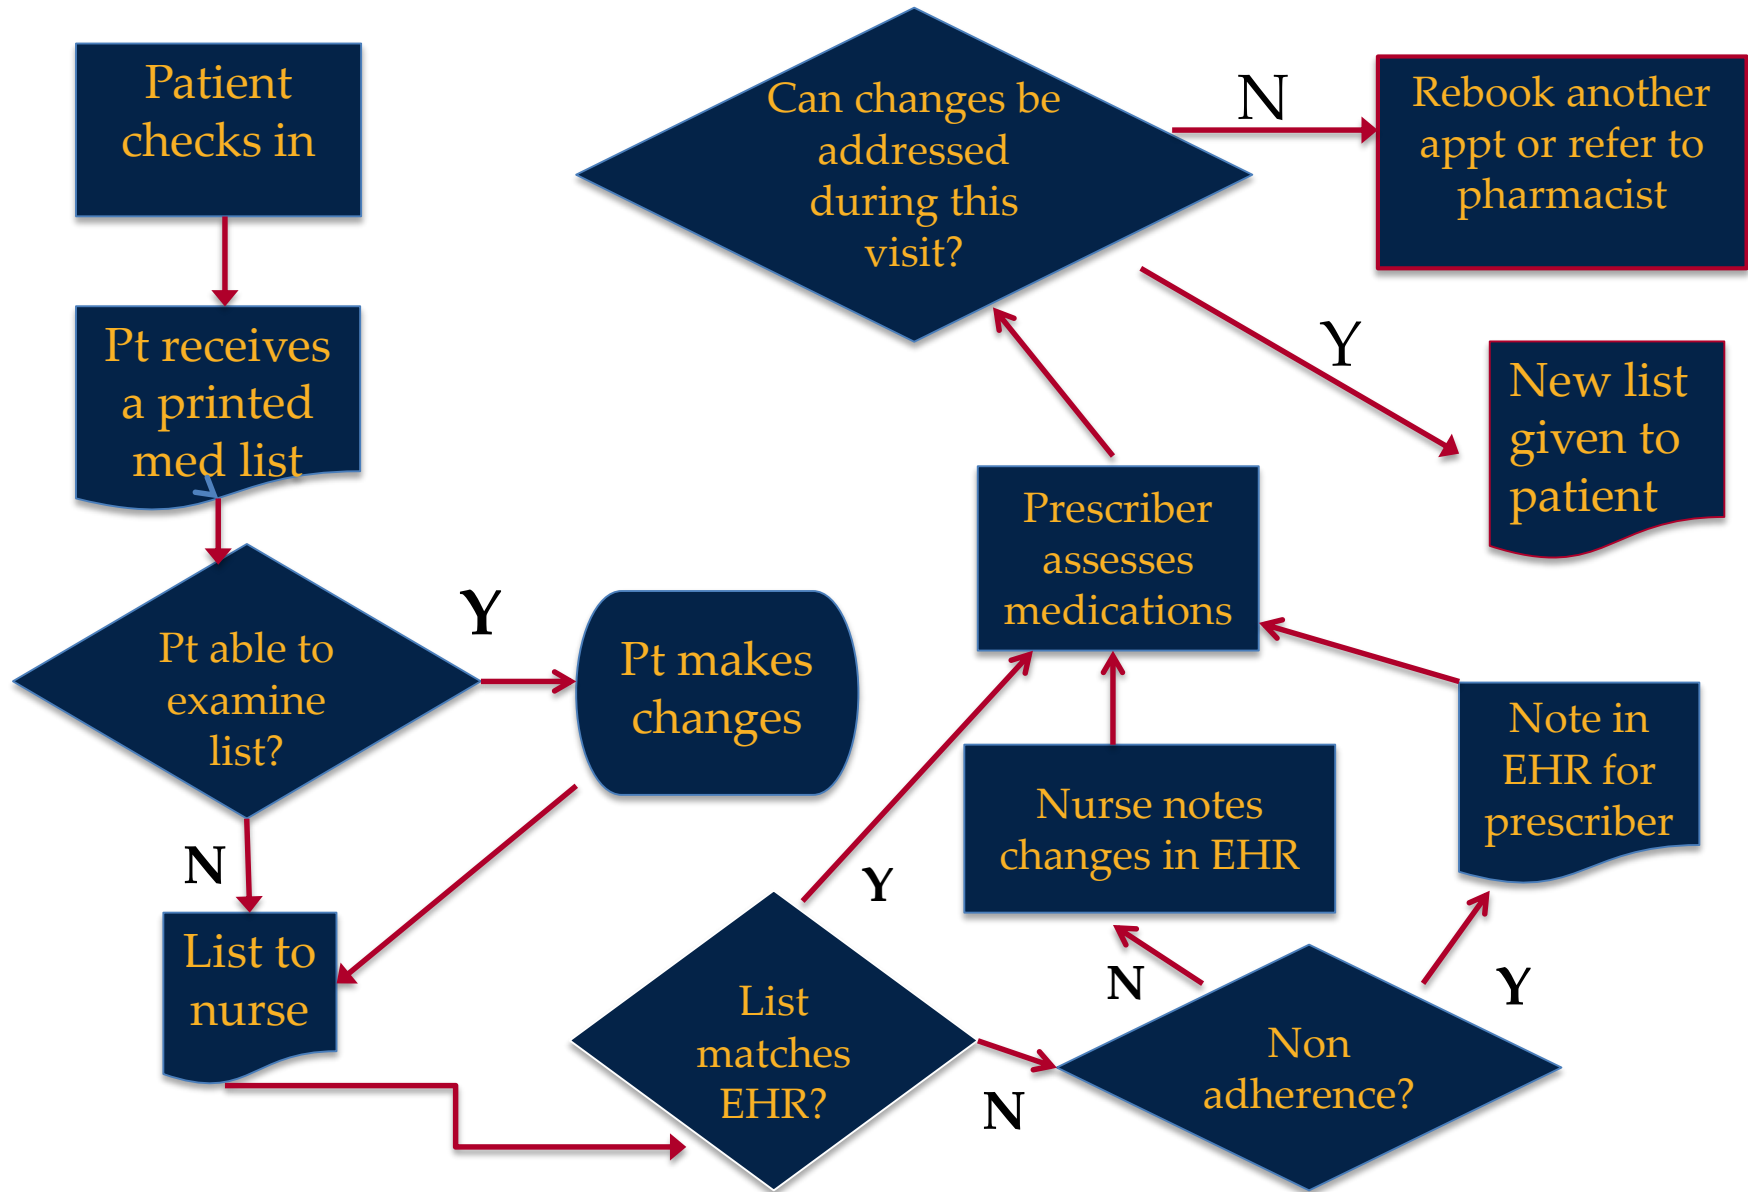 Patient
checks in
Pt receives
a printed
med list
Pt able to
examine
list?
Y
N
Pt makes
changes
List to
nurse
List
matches
EHR?
Y
N
Non
adherence?
N
Y
Nurse notes
changes in EHR
Note in
EHR for
prescriber
Prescriber
assesses
medications
Can changes be
addressed
during this
visit?
N
Y
Rebook another
appt or refer to
pharmacist
New list
given to
patient